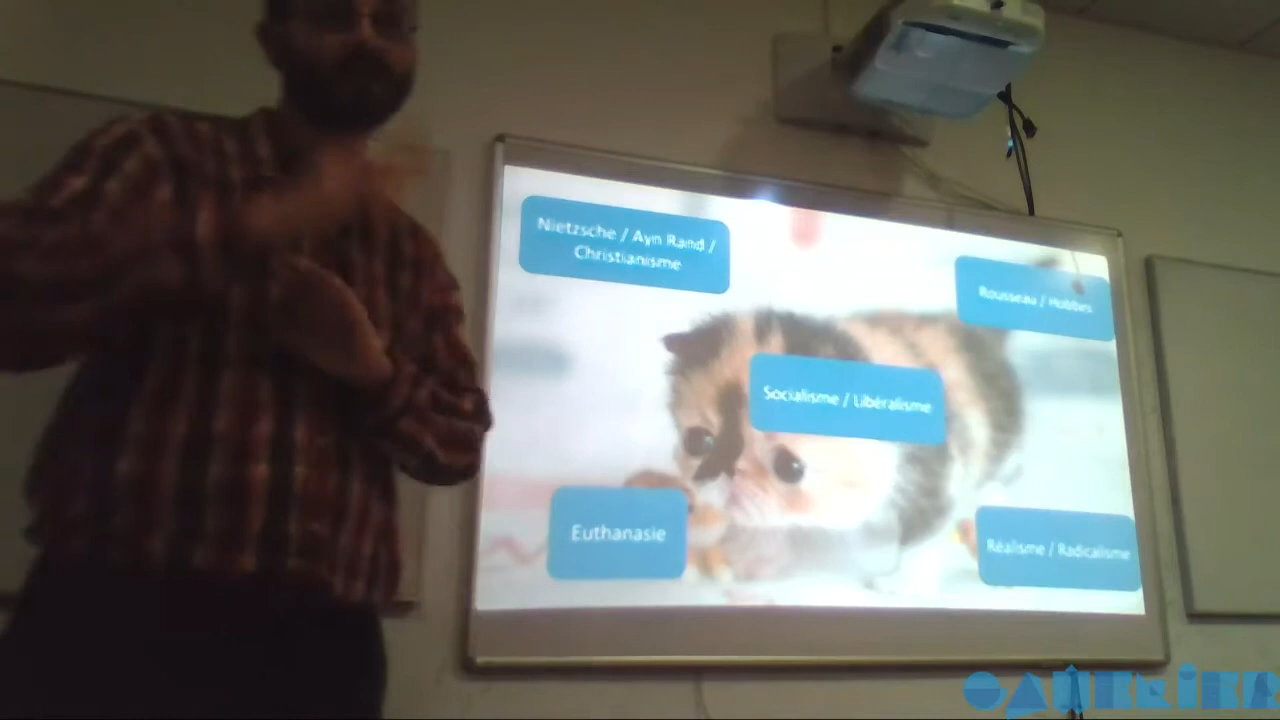 Nietzsche / Ayn Rand /
Christianisme
Rousseau / Hobbes
Socialisme / Libéralisme
Euthanasie
Réalisme / Radicalisme